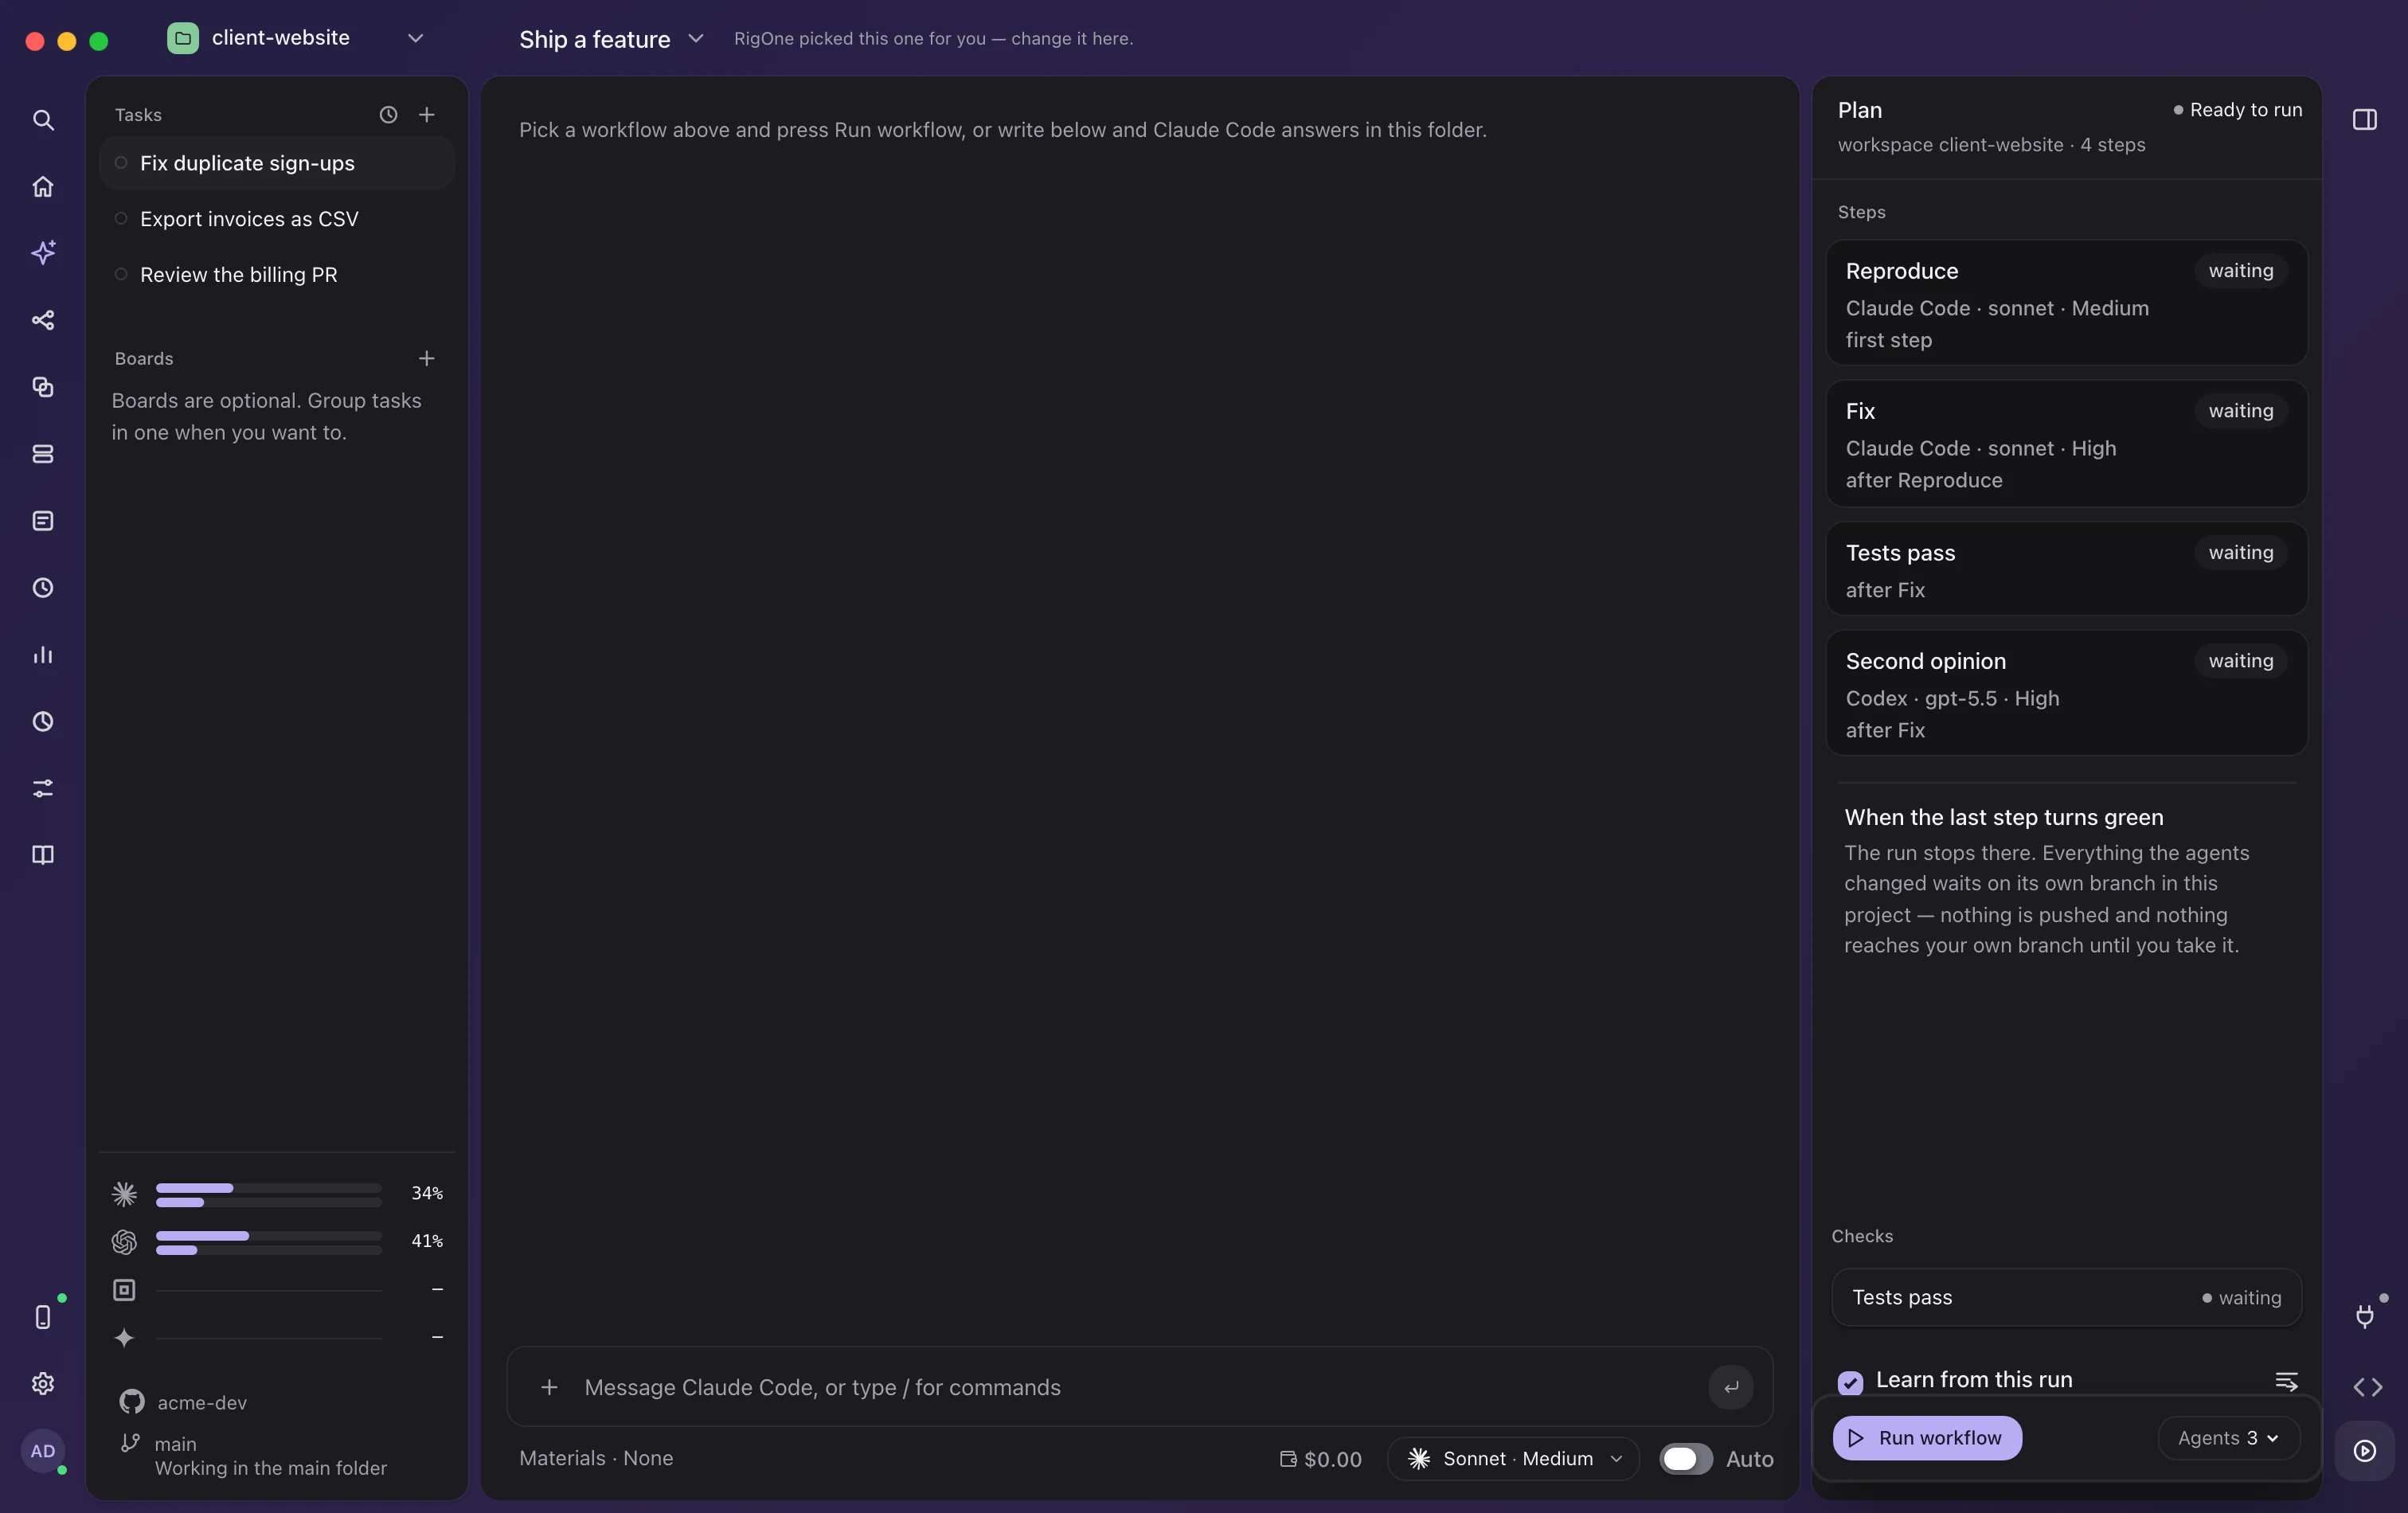 client-website
Ship a feature
RigOne picked this one for you — change it here.
Tasks
Fix duplicate sign-ups
Export invoices as CSV
Review the billing PR
Boards
Boards are optional. Group tasks
in one when you want to.
34%
41%
–
–
acme-dev
main
Working in the main folder
AD
Pick a workflow above and press Run workflow, or write below and Claude Code answers in this folder.
Message Claude Code, or type / for commands
Materials · None
$0.00
Sonnet · Medium
Auto
Plan
Ready to run
workspace client-website · 4 steps
Steps
Reproduce
waiting
Claude Code · sonnet · Medium
first step
Fix
waiting
Claude Code · sonnet · High
after Reproduce
Tests pass
waiting
after Fix
Second opinion
waiting
Codex · gpt-5.5 · High
after Fix
When the last step turns green
The run stops there. Everything the agents
changed waits on its own branch in this
project — nothing is pushed and nothing
reaches your own branch until you take it.
Checks
Tests pass
waiting
Learn from this run
Run workflow
Agents 3